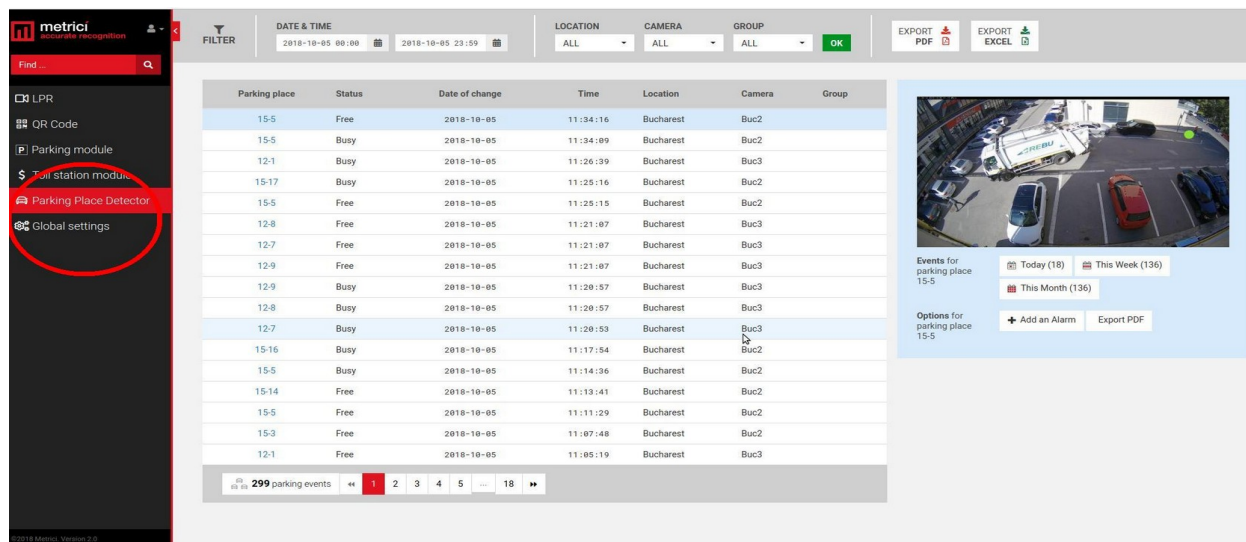 metrici
accurate recognition
Find ...
LPR
QR Code
Parking module
Toll station module
Parking Place Detector
Global settings
©2018 Metrici. Version 2.0
FILTER
DATE & TIME
2018-10-05 00:00 2018-10-05 23:59
LOCATION CAMERA GROUP
ALL ALL ALL OK
EXPORT PDF
EXPORT EXCEL
Parking place Status Date of change Time Location Camera Group
15-5 Free 2018-10-05 11:34:16 Bucharest Buc2
15-5 Busy 2018-10-05 11:34:09 Bucharest Buc2
12-1 Busy 2018-10-05 11:26:39 Bucharest Buc3
15-17 Busy 2018-10-05 11:25:16 Bucharest Buc2
15-5 Free 2018-10-05 11:25:15 Bucharest Buc2
12-8 Free 2018-10-05 11:21:07 Bucharest Buc3
12-7 Free 2018-10-05 11:21:07 Bucharest Buc3
12-9 Free 2018-10-05 11:21:07 Bucharest Buc3
12-9 Busy 2018-10-05 11:20:57 Bucharest Buc3
12-8 Busy 2018-10-05 11:20:57 Bucharest Buc3
12-7 Busy 2018-10-05 11:20:53 Bucharest Buc3
15-16 Busy 2018-10-05 11:17:54 Bucharest Buc2
15-5 Busy 2018-10-05 11:14:36 Bucharest Buc2
15-14 Free 2018-10-05 11:13:41 Bucharest Buc2
15-5 Free 2018-10-05 11:11:29 Bucharest Buc2
15-3 Free 2018-10-05 11:07:48 Bucharest Buc2
12-1 Free 2018-10-05 11:05:19 Bucharest Buc3
299 parking events 1 2 3 4 5 ... 18
REBU
Events for
parking place
15-5
Today (18) This Week (136)
This Month (136)
Options for
parking place
15-5
Add an Alarm Export PDF